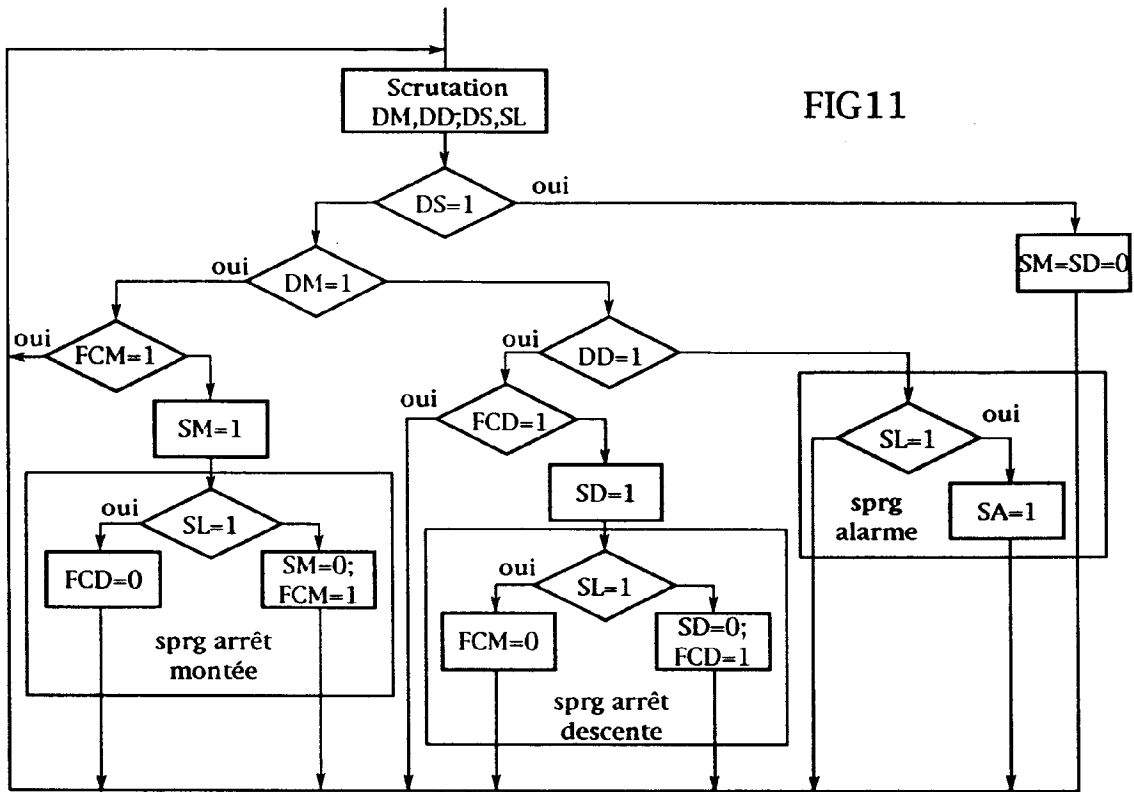 Scrutation
DM,DD;DS,SL
FIG11
DS=1
oui
DM=1
oui
SM=SD=0
FCM=1
oui
DD=1
oui
FCD=1
oui
SL=1
oui
SM=1
SD=1
SA=1
sprg
alarme
SL=1
oui
FCD=0
SM=0;
FCM=1
sprg arrêt
montée
SL=1
oui
FCM=0
SD=0;
FCD=1
sprg arrêt
descente